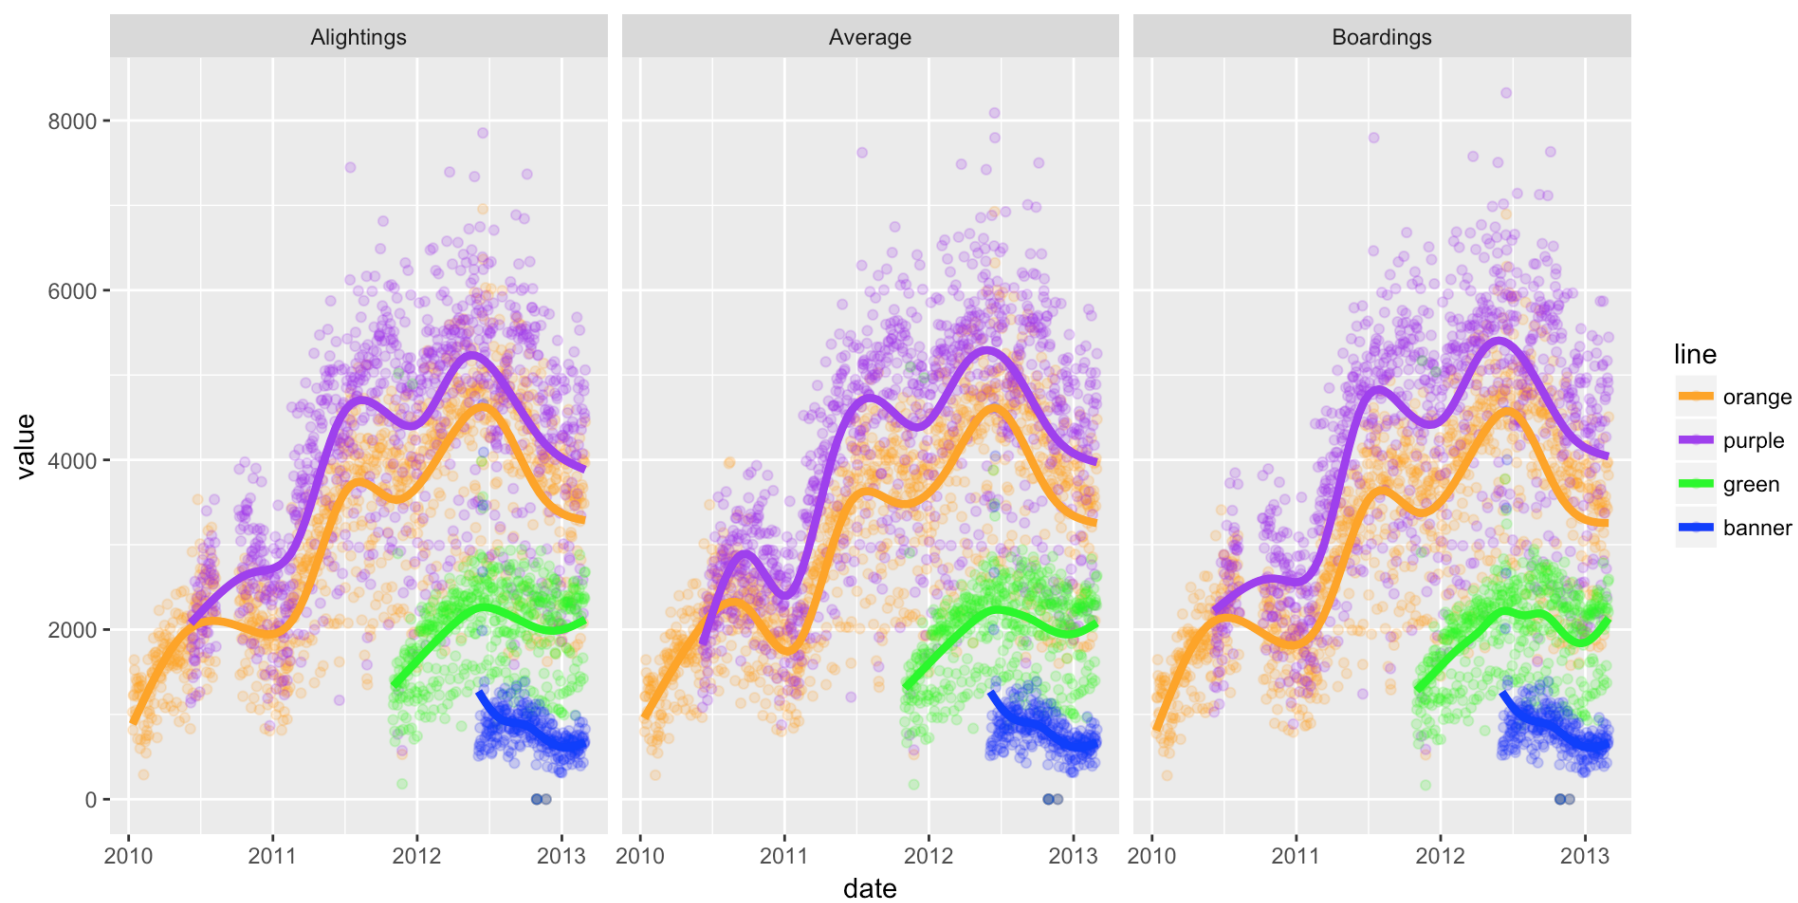 Alightings Average Boardings
8000
6000
4000
2000
0
value
2010 2011 2012 2013 2010 2011 2012 2013 2010 2011 2012 2013
date
line
orange
purple
green
banner